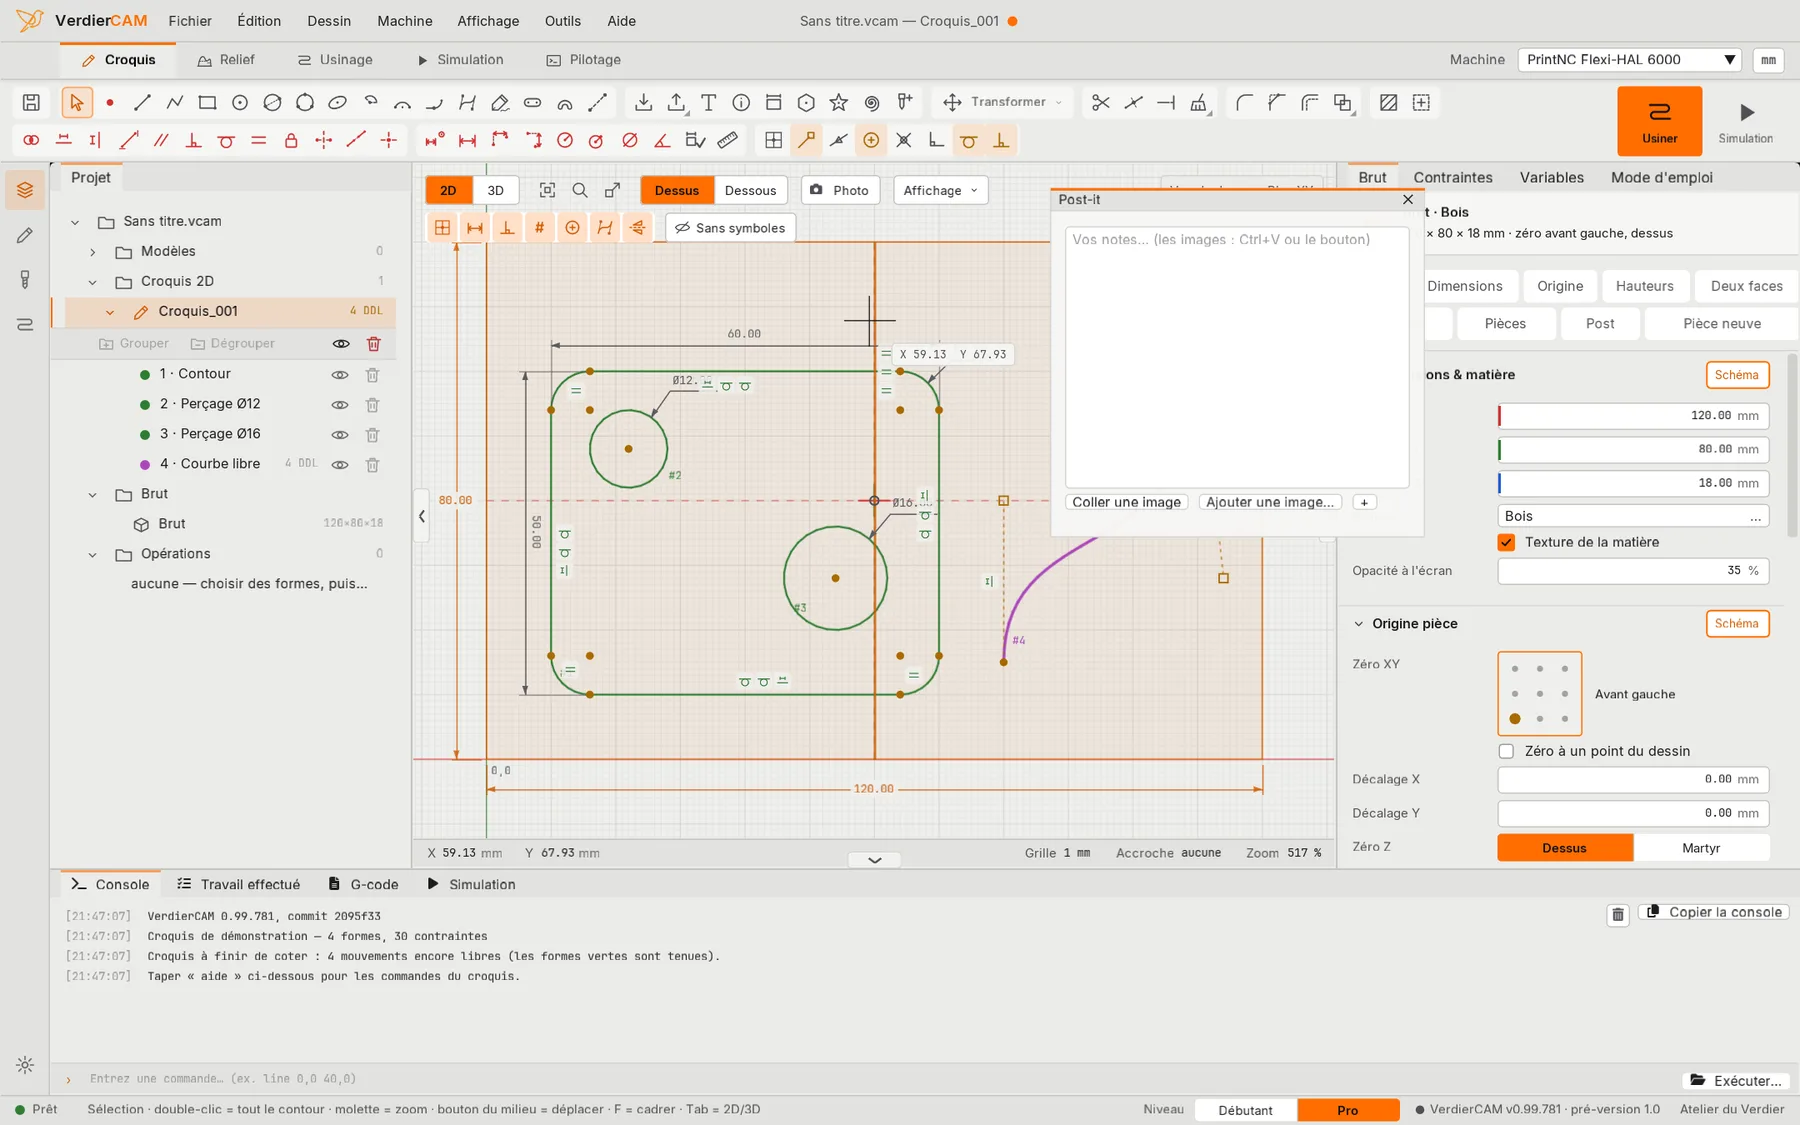 VerdierCAM
Fichier
Édition
Dessin
Machine
Affichage
Outils
Aide
Sans titre.vcam — Croquis_001
Croquis
Relief
Usinage
Simulation
Pilotage
Machine
PrintNC Flexi-HAL 6000
mm
Transformer
Usiner
Simulation
Projet
Sans titre.vcam
Modèles
0
Croquis 2D
1
Croquis_001
4 DDL
Grouper
Dégrouper
1 · Contour
2 · Perçage Ø12
3 · Perçage Ø16
4 · Courbe libre
4 DDL
Brut
Brut
120×80×18
Opérations
0
aucune — choisir des formes, puis...
2D
3D
Dessus
Dessous
Photo
Affichage
Sans symboles
60.00
X 59.13 Y 67.93
Ø12.
#2
80.00
50.00
Ø16.
#3
#4
0,0
120.00
X 59.13 mm
Y 67.93 mm
Grille 1 mm
Accroche aucune
Zoom 517 %
Post-it
Vos notes... (les images : Ctrl+V ou le bouton)
Coller une image
Ajouter une image...
+
Brut
Contraintes
Variables
Mode d'emploi
t · Bois
× 80 × 18 mm · zéro avant gauche, dessus
Dimensions
Origine
Hauteurs
Deux faces
Pièces
Post
Pièce neuve
ons & matière
Schéma
120.00 mm
80.00 mm
18.00 mm
Bois
...
Texture de la matière
Opacité à l'écran
35 %
Origine pièce
Schéma
Zéro XY
Avant gauche
Zéro à un point du dessin
Décalage X
0.00 mm
Décalage Y
0.00 mm
Zéro Z
Dessus
Martyr
Console
Travail effectué
G-code
Simulation
[21:47:07] VerdierCAM 0.99.781, commit 2095f33
[21:47:07] Croquis de démonstration — 4 formes, 30 contraintes
[21:47:07] Croquis à finir de coter : 4 mouvements encore libres (les formes vertes sont tenues).
[21:47:07] Taper « aide » ci-dessous pour les commandes du croquis.
Copier la console
› Entrez une commande… (ex. line 0,0 40,0)
Exécuter...
Prêt
Sélection · double-clic = tout le contour · molette = zoom · bouton du milieu = déplacer · F = cadrer · Tab = 2D/3D
Niveau
Débutant
Pro
VerdierCAM v0.99.781 · pré-version 1.0
Atelier du Verdier